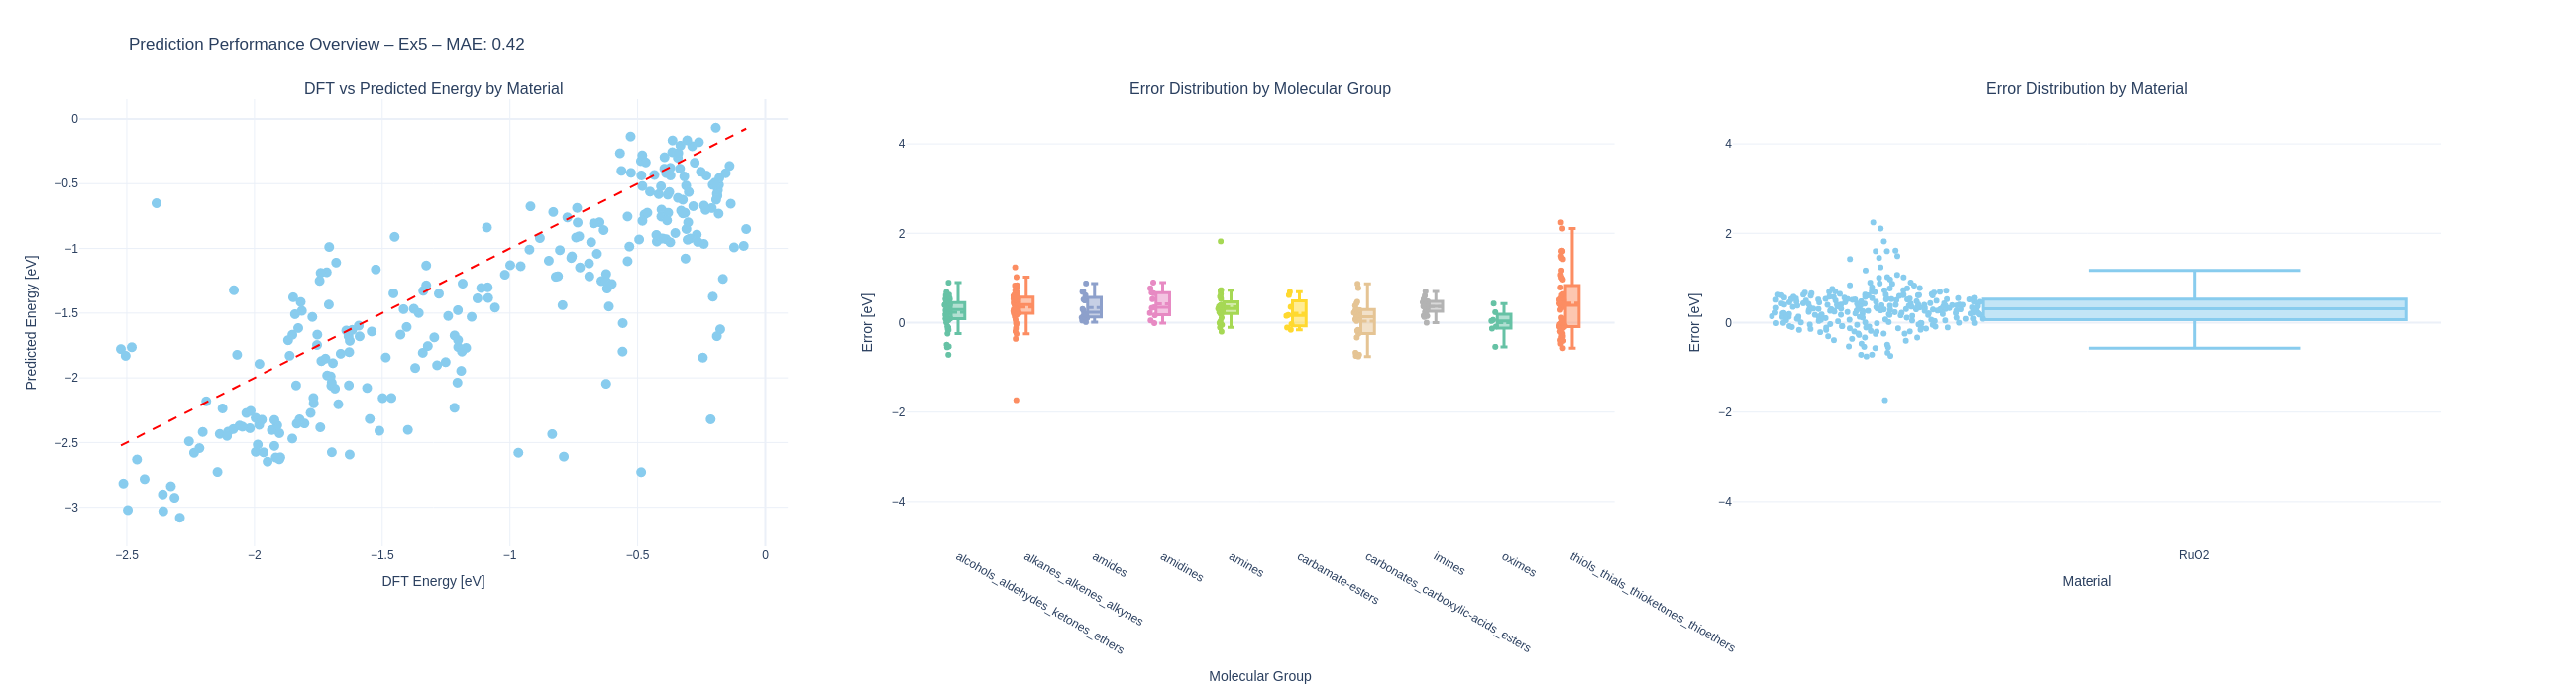 Prediction Performance Overview – Ex5 – MAE: 0.42
DFT vs Predicted Energy by Material
0
−0.5
−1
−1.5
−2
−2.5
−3
Predicted Energy [eV]
−2.5
−2
−1.5
−1
−0.5
0
DFT Energy [eV]
Error Distribution by Molecular Group
4
2
0
−2
−4
Error [eV]
alcohols_aldehydes_ketones_ethers
alkanes_alkenes_alkynes
amides
amidines
amines
carbamate-esters
carbonates_carboxylic-acids_esters
imines
oximes
thiols_thials_thioketones_thioethers
Molecular Group
Error Distribution by Material
4
2
0
−2
−4
Error [eV]
RuO2
Material